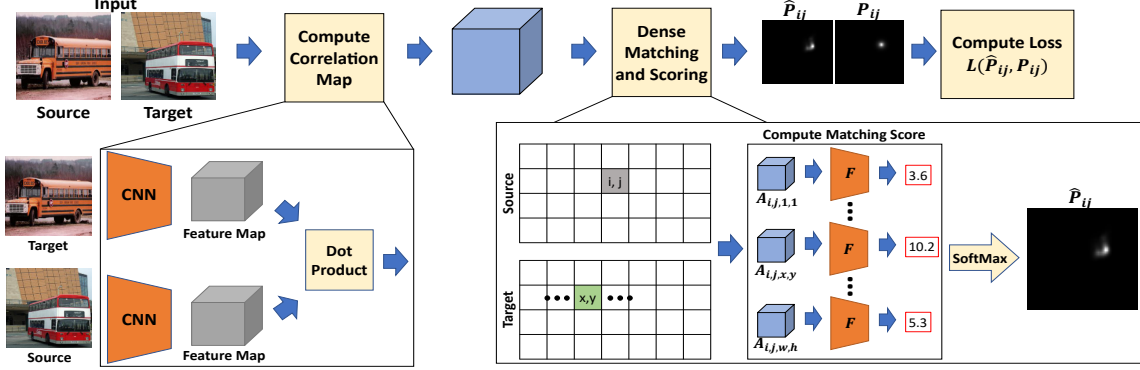 Input
Source
Target
Compute
Correlation
Map
Dense
Matching
and Scoring
P̂ij
Pij
Compute Loss
L(P̂ij, Pij)
Target
Source
CNN
Feature Map
CNN
Feature Map
Dot
Product
Source
i, j
Target
x,y
Compute Matching Score
Ai,j,1,1
F
3.6
Ai,j,x,y
F
10.2
Ai,j,w,h
F
5.3
SoftMax
P̂ij